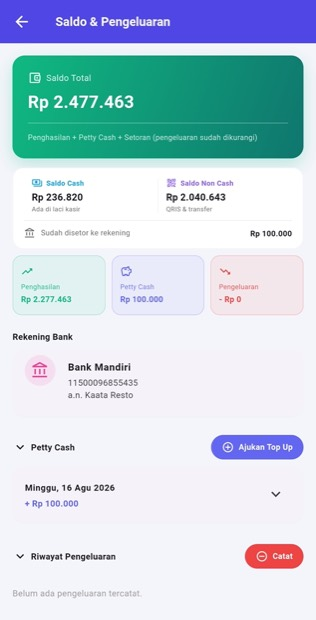 Saldo & Pengeluaran
Saldo Total
Rp 2.477.463
Penghasilan + Petty Cash + Setoran (pengeluaran sudah dikurangi)
Saldo Cash
Rp 236.820
Ada di laci kasir
Saldo Non Cash
Rp 2.040.643
QRIS & transfer
Sudah disetor ke rekening
Rp 100.000
Penghasilan
Rp 2.277.463
Petty Cash
Rp 100.000
Pengeluaran
- Rp 0
Rekening Bank
Bank Mandiri
11500096855435
a.n. Kaata Resto
Petty Cash
Ajukan Top Up
Minggu, 16 Agu 2026
+ Rp 100.000
Riwayat Pengeluaran
Catat
Belum ada pengeluaran tercatat.